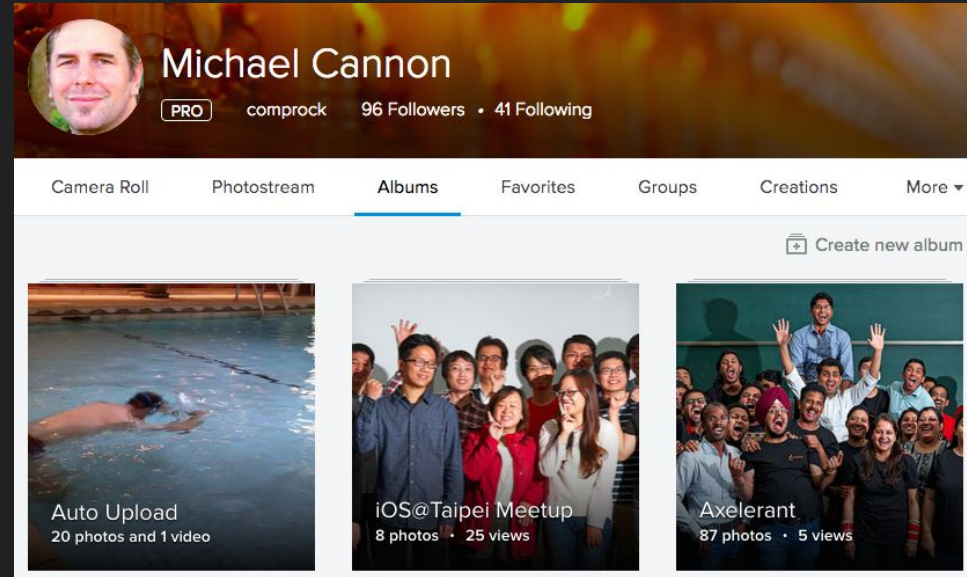 Michael Cannon
PRO comprock 96 Followers • 41 Following
Camera Roll Photostream Albums Favorites Groups Creations More
Create new album
Auto Upload
20 photos and 1 video
iOS@Taipei Meetup
8 photos · 25 views
Axelerant
87 photos · 5 views